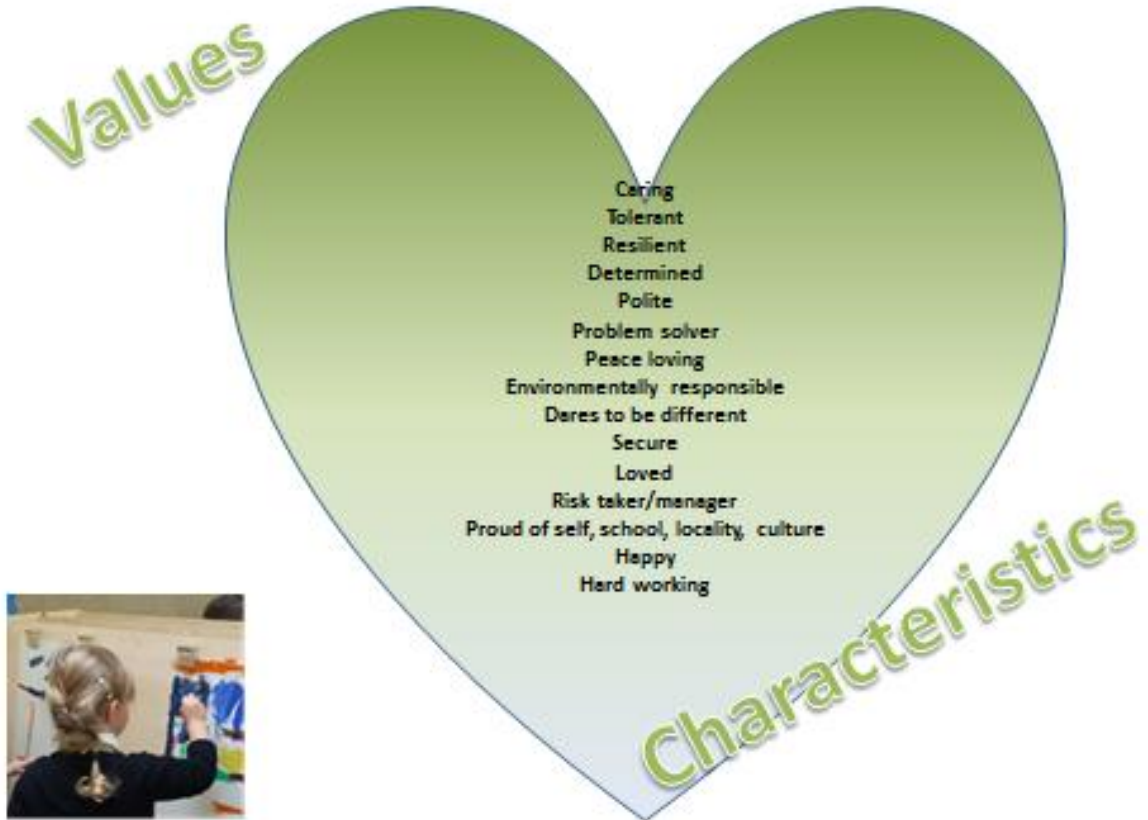 Values
Caring
Tolerant
Resilient
Determined
Polite
Problem solver
Peace loving
Environmentally responsible
Dares to be different
Secure
Loved
Risk taker/manager
Proud of self, school, locality, culture
Happy
Hard working
Characteristics